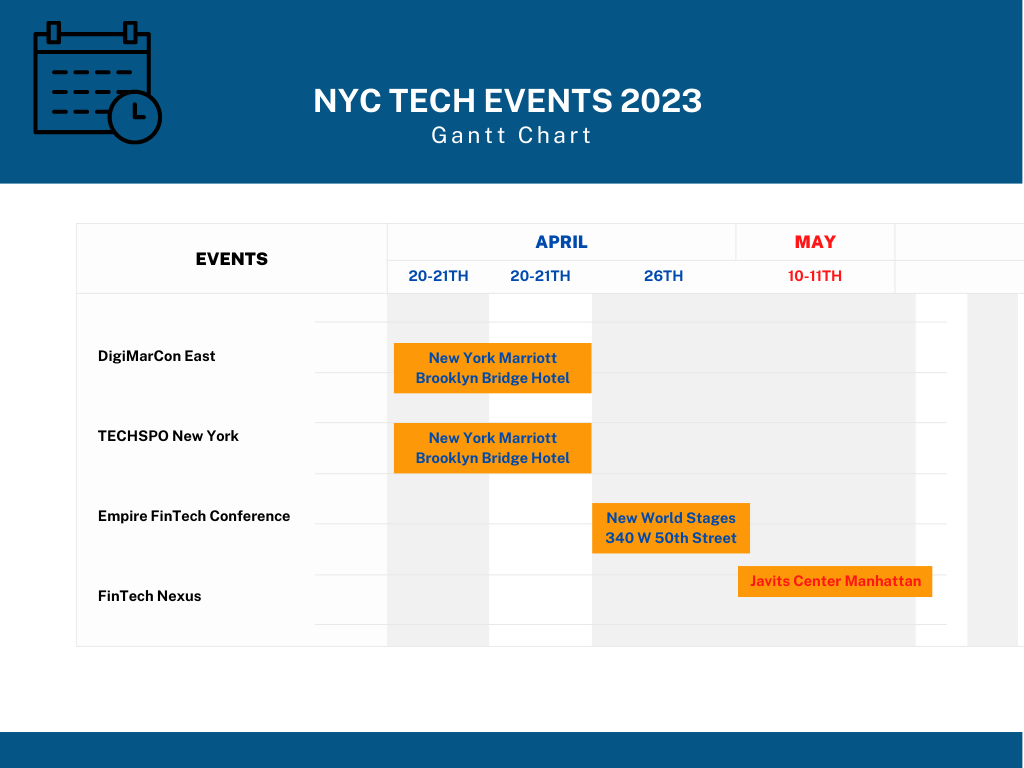 NYC TECH EVENTS 2023
Gantt Chart
EVENTS
APRIL
MAY
20-21TH
20-21TH
26TH
10-11TH
DigiMarCon East
New York Marriott
Brooklyn Bridge Hotel
TECHSPO New York
New York Marriott
Brooklyn Bridge Hotel
Empire FinTech Conference
New World Stages
340 W 50th Street
FinTech Nexus
Javits Center Manhattan